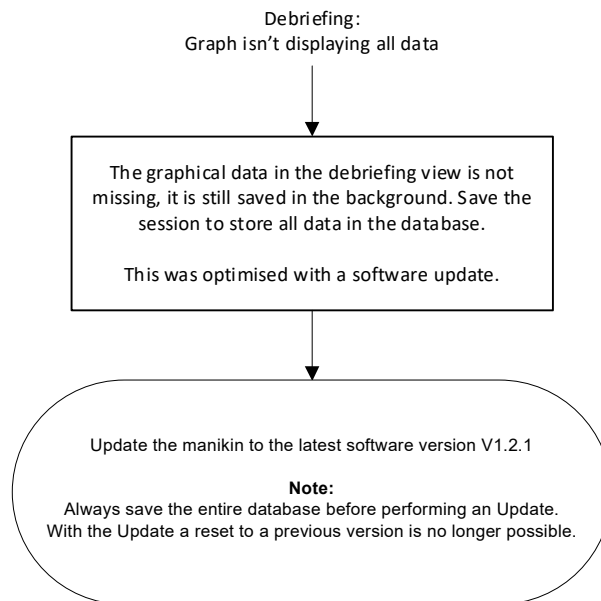 Debriefing:
Graph isn’t displaying all data
The graphical data in the debriefing view is not
missing, it is still saved in the background. Save the
session to store all data in the database.
This was optimised with a software update.
Update the manikin to the latest software version V1.2.1
Note:
Always save the entire database before performing an Update.
With the Update a reset to a previous version is no longer possible.